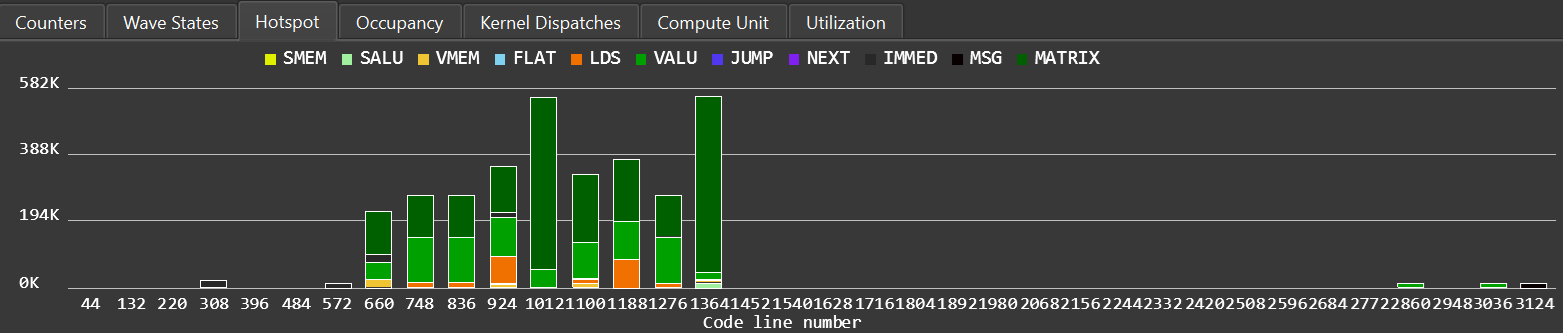 Counters Wave States Hotspot Occupancy Kernel Dispatches Compute Unit Utilization
SMEM SALU VMEM FLAT LDS VALU JUMP NEXT IMMED MSG MATRIX
582K
388K
194K
0K
44 132 220 308 396 484 572 660 748 836 924 1012 1100 1188 1276 1364 1452 1540 1628 1716 1804 1892 1980 2068 2156 2244 2332 2420 2508 2596 2684 2772 2860 2948 3036 3124
Code line number